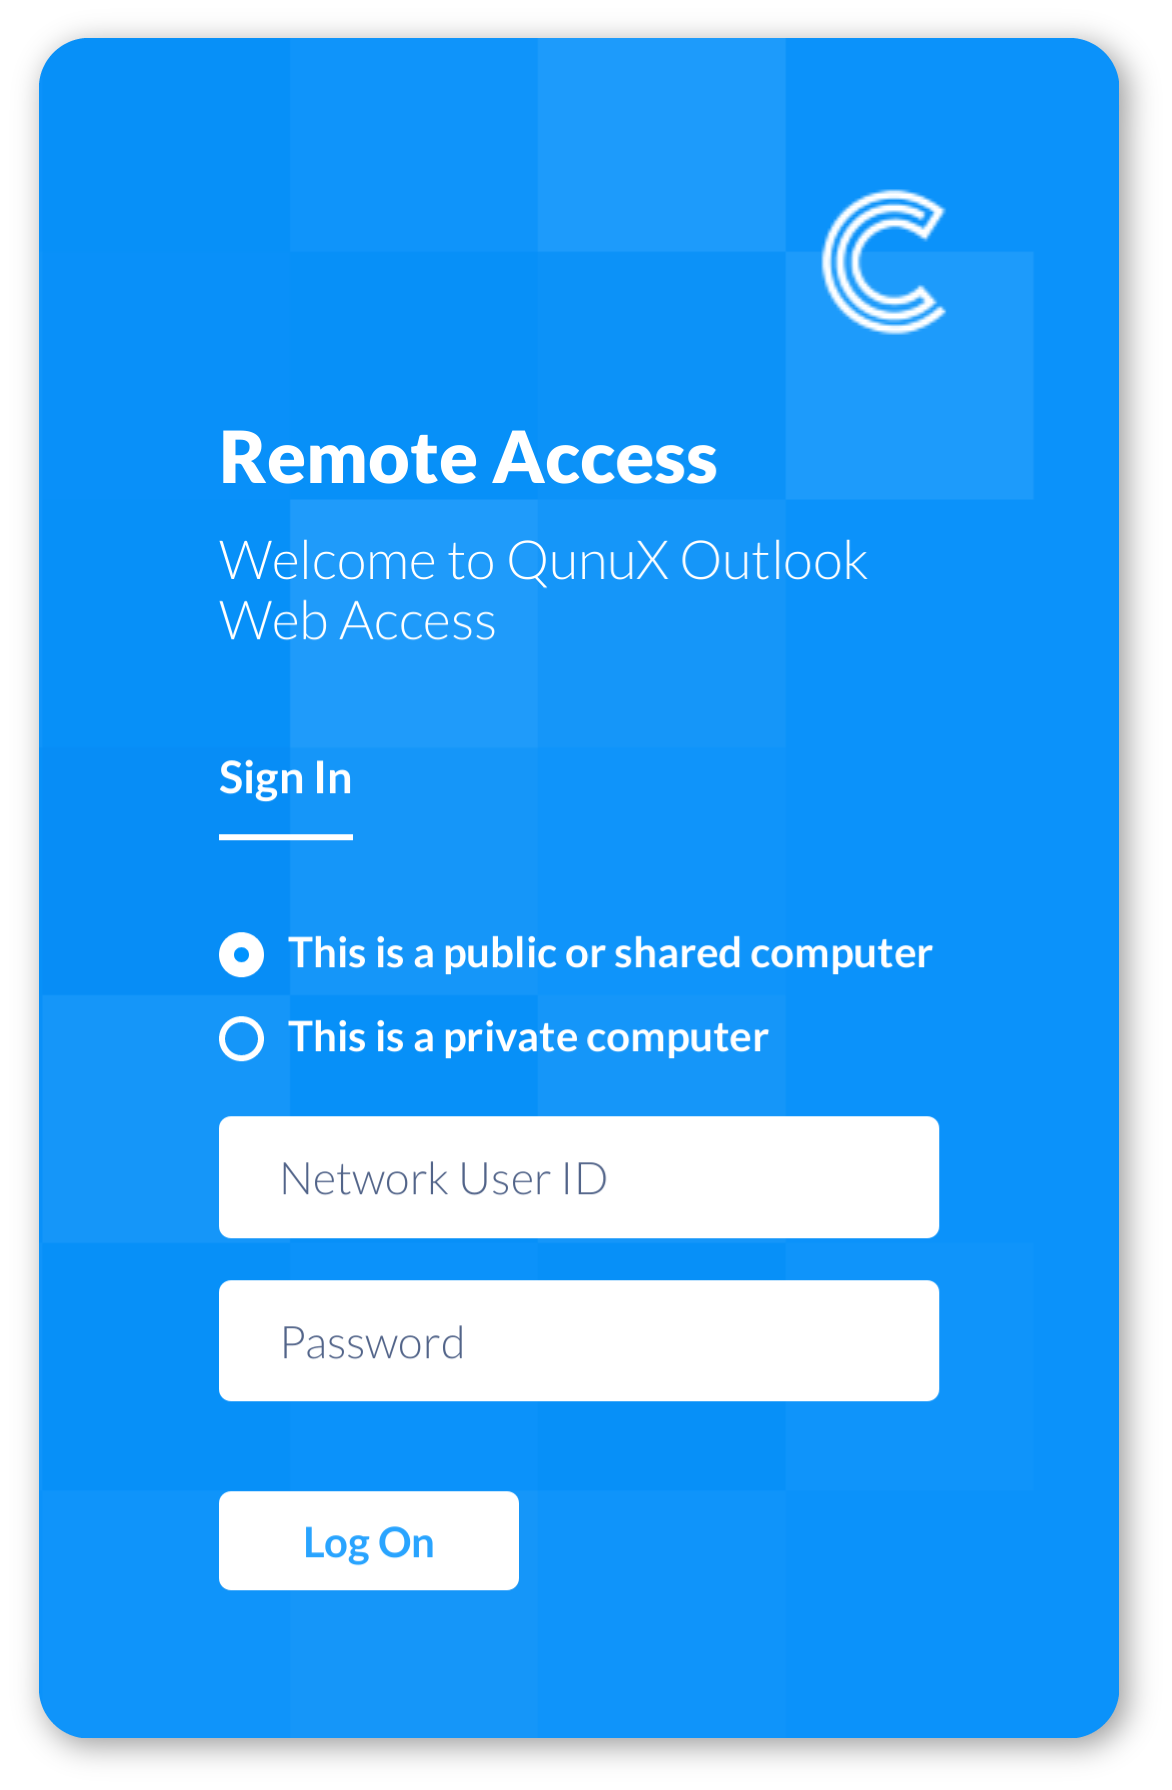 C
Remote Access
Welcome to QunuX Outlook
Web Access
Sign In
This is a public or shared computer
This is a private computer
Network User ID
Password
Log On